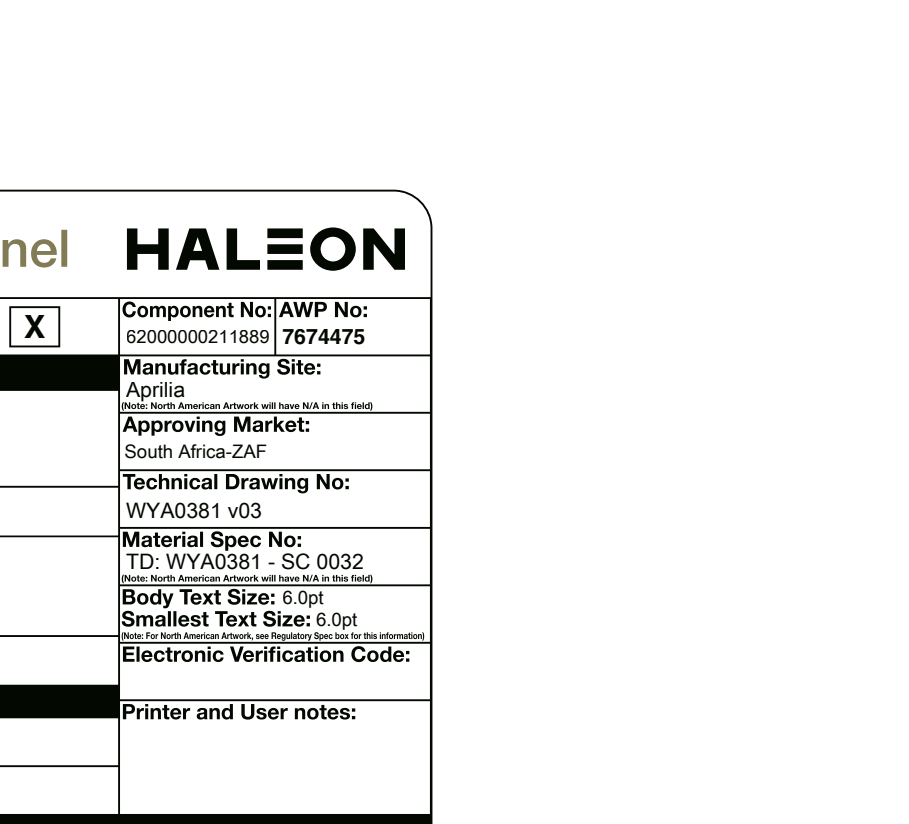 nel
HALEON
X
Component No: AWP No:
62000000211889 7674475
Manufacturing Site:
Aprilia
(Note: North American Artwork will have N/A in this field)
Approving Market:
South Africa-ZAF
Technical Drawing No:
WYA0381 v03
Material Spec No:
TD: WYA0381 - SC 0032
(Note: North American Artwork will have N/A in this field)
Body Text Size: 6.0pt
Smallest Text Size: 6.0pt
(Note: For North American Artwork, see Regulatory Spec box for this information)
Electronic Verification Code:
Printer and User notes: